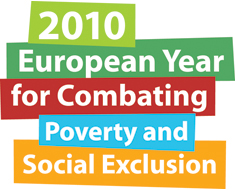 2010
European Year
for Combating
Poverty and
Social Exclusion